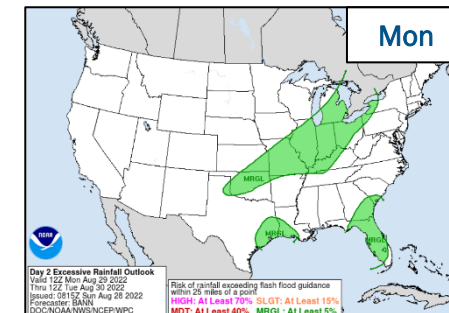 Mon
MRGL
MRGL
MRGL
NOAA
Day 2 Excessive Rainfall Outlook
Valid 12Z Mon Aug 29 2022
Thru 12Z Tue Aug 30 2022
Issued: 0815Z Sun Aug 28 2022
Forecaster: BANN
DOC/NOAA/NWS/NCEP/WPC
Risk of rainfall exceeding flash flood guidance
within 25 miles of a point
HIGH: At Least 70% SLGT: At Least 15%
MDT: At Least 40% MRGL: At Least 5%